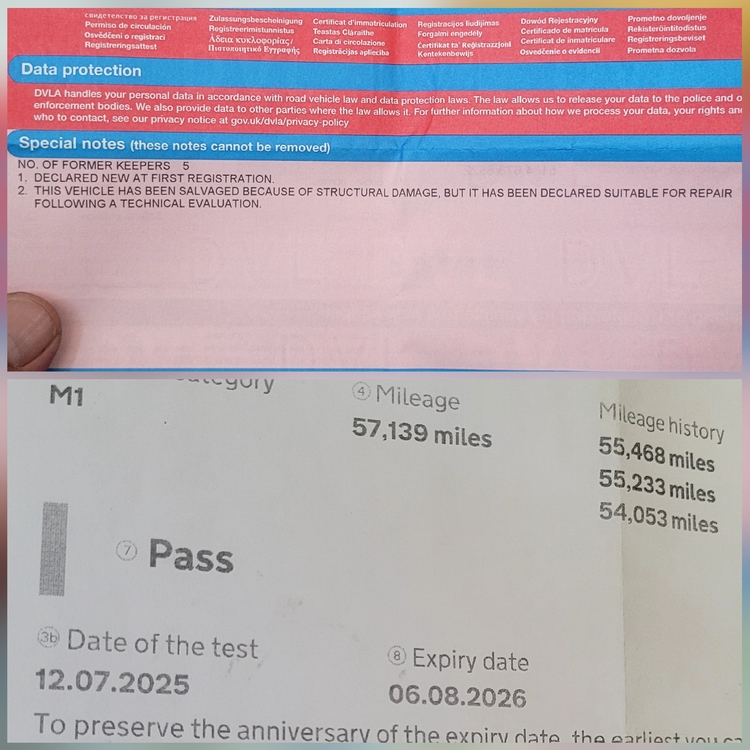 свидетельство за регистрация Zulassungsbescheinigung Certificat d'immatriculation Registracijos liudijimas Dowód Rejestracyjny Prometno dovoljenje
Permiso de circulación Registreerimistunnistus Teastas Cláraithe Forgalmi engedély Certificado de matrícula Rekisteröintitodistus
Osvědčení o registraci Άδεια κυκλοφορίας/ Carta di circolazione Ċertifikat ta' Reġistrazzjoni Certificat de inmatriculare Registreringsbeviset
Registreringsattest Πιστοποιητικό Εγγραφής Registrācijas apliecība Kentekenbewijs Osvedčenie o evidencii Prometna dozvola
Data protection
DVLA handles your personal data in accordance with road vehicle law and data protection laws. The law allows us to release your data to the police and o
enforcement bodies. We also provide data to other parties where the law allows it. For further information about how we process your data, your rights and
who to contact, see our privacy notice at gov.uk/dvla/privacy-policy
Special notes (these notes cannot be removed)
NO. OF FORMER KEEPERS 5
1. DECLARED NEW AT FIRST REGISTRATION.
2. THIS VEHICLE HAS BEEN SALVAGED BECAUSE OF STRUCTURAL DAMAGE, BUT IT HAS BEEN DECLARED SUITABLE FOR REPAIR
FOLLOWING A TECHNICAL EVALUATION.
M1
4 Mileage
57,139 miles
Mileage history
55,468 miles
55,233 miles
54,053 miles
7 Pass
3b Date of the test
12.07.2025
8 Expiry date
06.08.2026
To preserve the anniversary of the expiry date, the earliest you ca